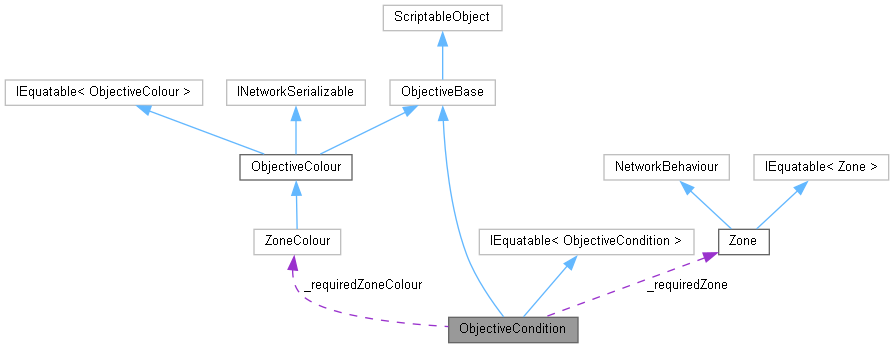 ScriptableObject
IEquatable< ObjectiveColour >
INetworkSerializable
ObjectiveBase
ObjectiveColour
NetworkBehaviour
IEquatable< Zone >
ZoneColour
IEquatable< ObjectiveCondition >
Zone
_requiredZoneColour
_requiredZone
ObjectiveCondition